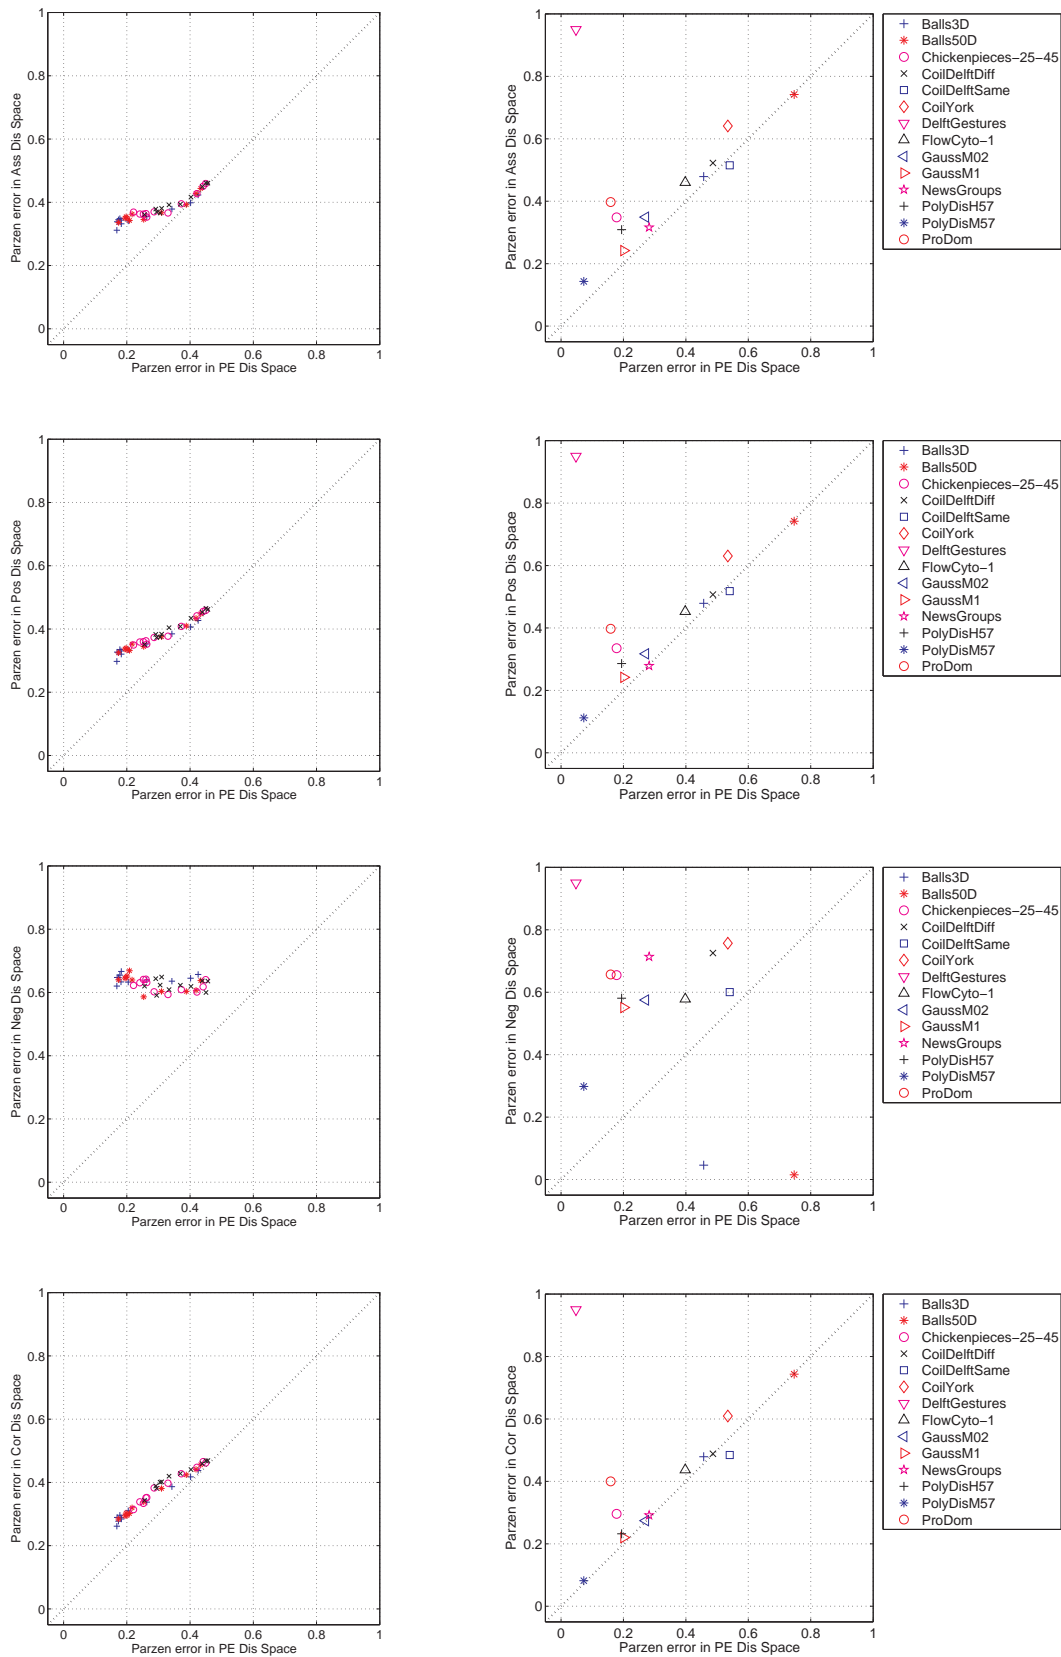 1
0.8
0.6
0.4
0.2
0
0 0.2 0.4 0.6 0.8 1
Parzen error in PE Dis Space
Parzen error in Ass Dis Space
1
0.8
0.6
0.4
0.2
0
0 0.2 0.4 0.6 0.8 1
Parzen error in PE Dis Space
Parzen error in Ass Dis Space
Balls3D
Balls50D
Chickenpieces−25−45
CoilDelftDiff
CoilDelftSame
CoilYork
DelftGestures
FlowCyto−1
GaussM02
GaussM1
NewsGroups
PolyDisH57
PolyDisM57
ProDom
1
0.8
0.6
0.4
0.2
0
0 0.2 0.4 0.6 0.8 1
Parzen error in PE Dis Space
Parzen error in Pos Dis Space
1
0.8
0.6
0.4
0.2
0
0 0.2 0.4 0.6 0.8 1
Parzen error in PE Dis Space
Parzen error in Pos Dis Space
Balls3D
Balls50D
Chickenpieces−25−45
CoilDelftDiff
CoilDelftSame
CoilYork
DelftGestures
FlowCyto−1
GaussM02
GaussM1
NewsGroups
PolyDisH57
PolyDisM57
ProDom
1
0.8
0.6
0.4
0.2
0
0 0.2 0.4 0.6 0.8 1
Parzen error in PE Dis Space
Parzen error in Neg Dis Space
1
0.8
0.6
0.4
0.2
0
0 0.2 0.4 0.6 0.8 1
Parzen error in PE Dis Space
Parzen error in Neg Dis Space
Balls3D
Balls50D
Chickenpieces−25−45
CoilDelftDiff
CoilDelftSame
CoilYork
DelftGestures
FlowCyto−1
GaussM02
GaussM1
NewsGroups
PolyDisH57
PolyDisM57
ProDom
1
0.8
0.6
0.4
0.2
0
0 0.2 0.4 0.6 0.8 1
Parzen error in PE Dis Space
Parzen error in Cor Dis Space
1
0.8
0.6
0.4
0.2
0
0 0.2 0.4 0.6 0.8 1
Parzen error in PE Dis Space
Parzen error in Cor Dis Space
Balls3D
Balls50D
Chickenpieces−25−45
CoilDelftDiff
CoilDelftSame
CoilYork
DelftGestures
FlowCyto−1
GaussM02
GaussM1
NewsGroups
PolyDisH57
PolyDisM57
ProDom